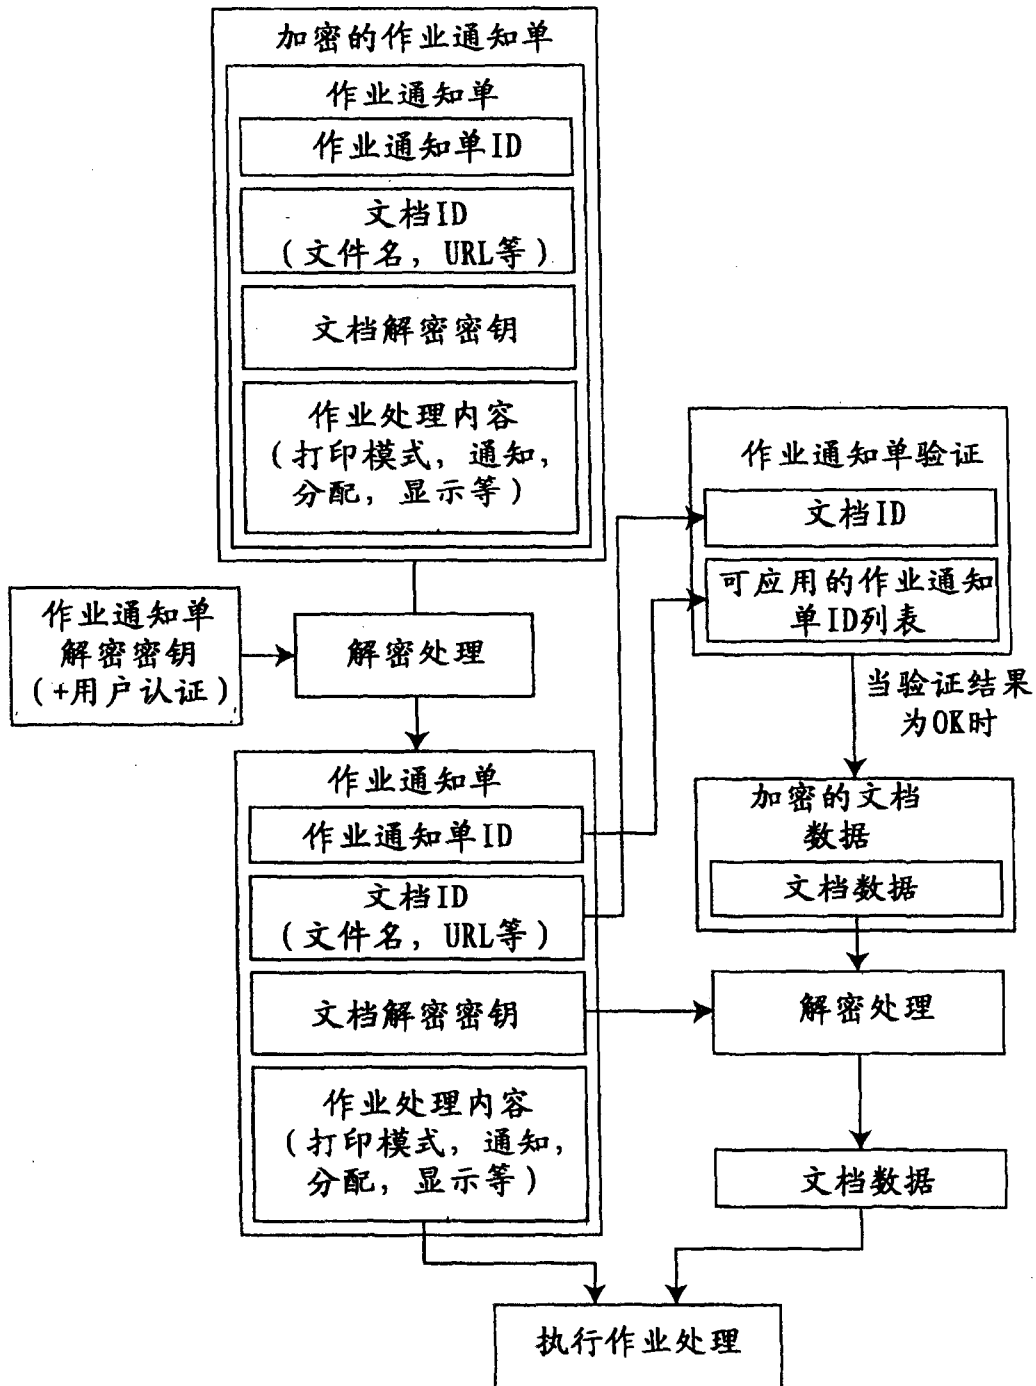 加密的作业通知单
作业通知单
作业通知单ID
文档ID
(文件名, URL等)
文档解密密钥
作业处理内容
(打印模式, 通知,
分配, 显示等)
作业通知单验证
文档ID
可应用的作业通知
单ID列表
作业通知单
解密密钥
(+用户认证)
解密处理
当验证结果
为OK时
作业通知单
作业通知单ID
文档ID
(文件名, URL等)
文档解密密钥
作业处理内容
(打印模式, 通知,
分配, 显示等)
加密的文档
数据
文档数据
解密处理
文档数据
执行作业处理